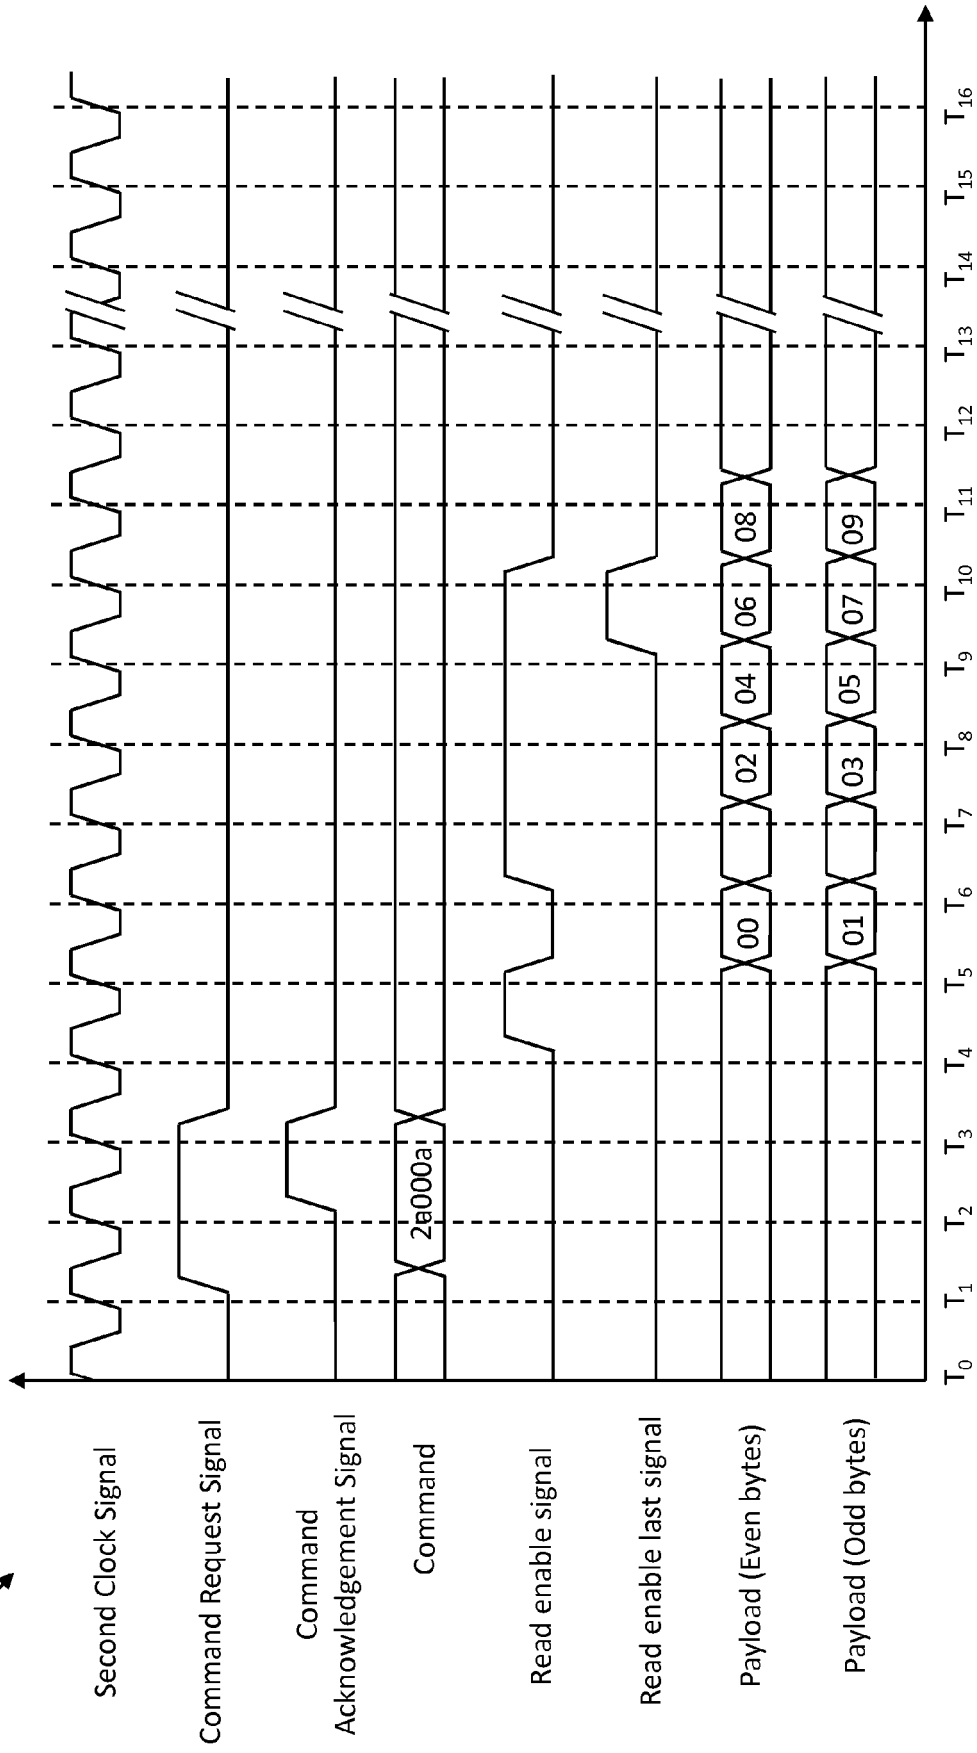 Second Clock Signal
Command Request Signal
Command
Acknowledgement Signal
Command
2a000a
Read enable signal
Read enable last signal
Payload (Even bytes)
00
02
04
06
08
Payload (Odd bytes)
01
03
05
07
09
T0 T1 T2 T3 T4 T5 T6 T7 T8 T9 T10 T11 T12 T13 T14 T15 T16